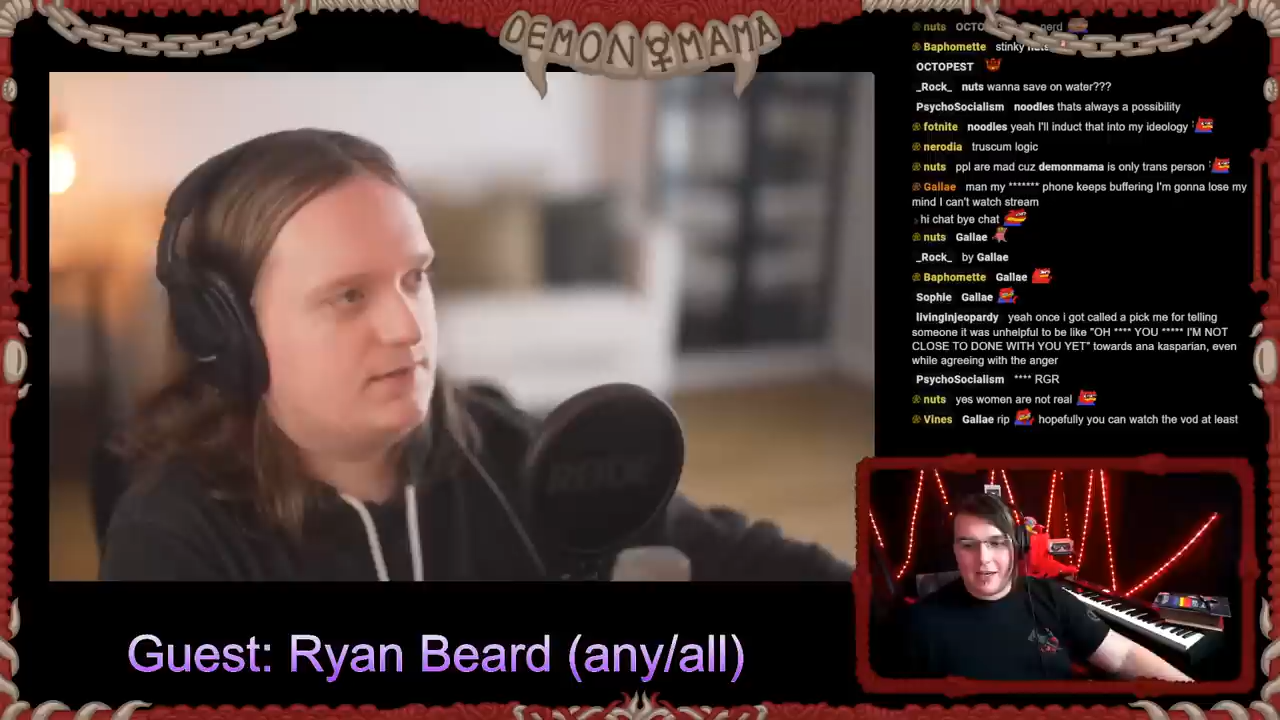 DEMON MAMA
nuts OCTO nerd
Baphomette stinky nuts
OCTOPEST
_Rock_ nuts wanna save on water???
PsychoSocialism noodles thats always a possibility
fotnite noodles yeah I'll induct that into my ideology
nerodia truscum logic
nuts ppl are mad cuz demonmama is only trans person
Gallae man my ******* phone keeps buffering I'm gonna lose my
mind I can't watch stream
hi chat bye chat
nuts Gallae
_Rock_ by Gallae
Baphomette Gallae
Sophie Gallae
livinginjeopardy yeah once i got called a pick me for telling
someone it was unhelpful to be like "OH **** YOU ***** I'M NOT
CLOSE TO DONE WITH YOU YET" towards ana kasparian, even
while agreeing with the anger
PsychoSocialism **** RGR
nuts yes women are not real
Vines Gallae rip hopefully you can watch the vod at least
Guest: Ryan Beard (any/all)